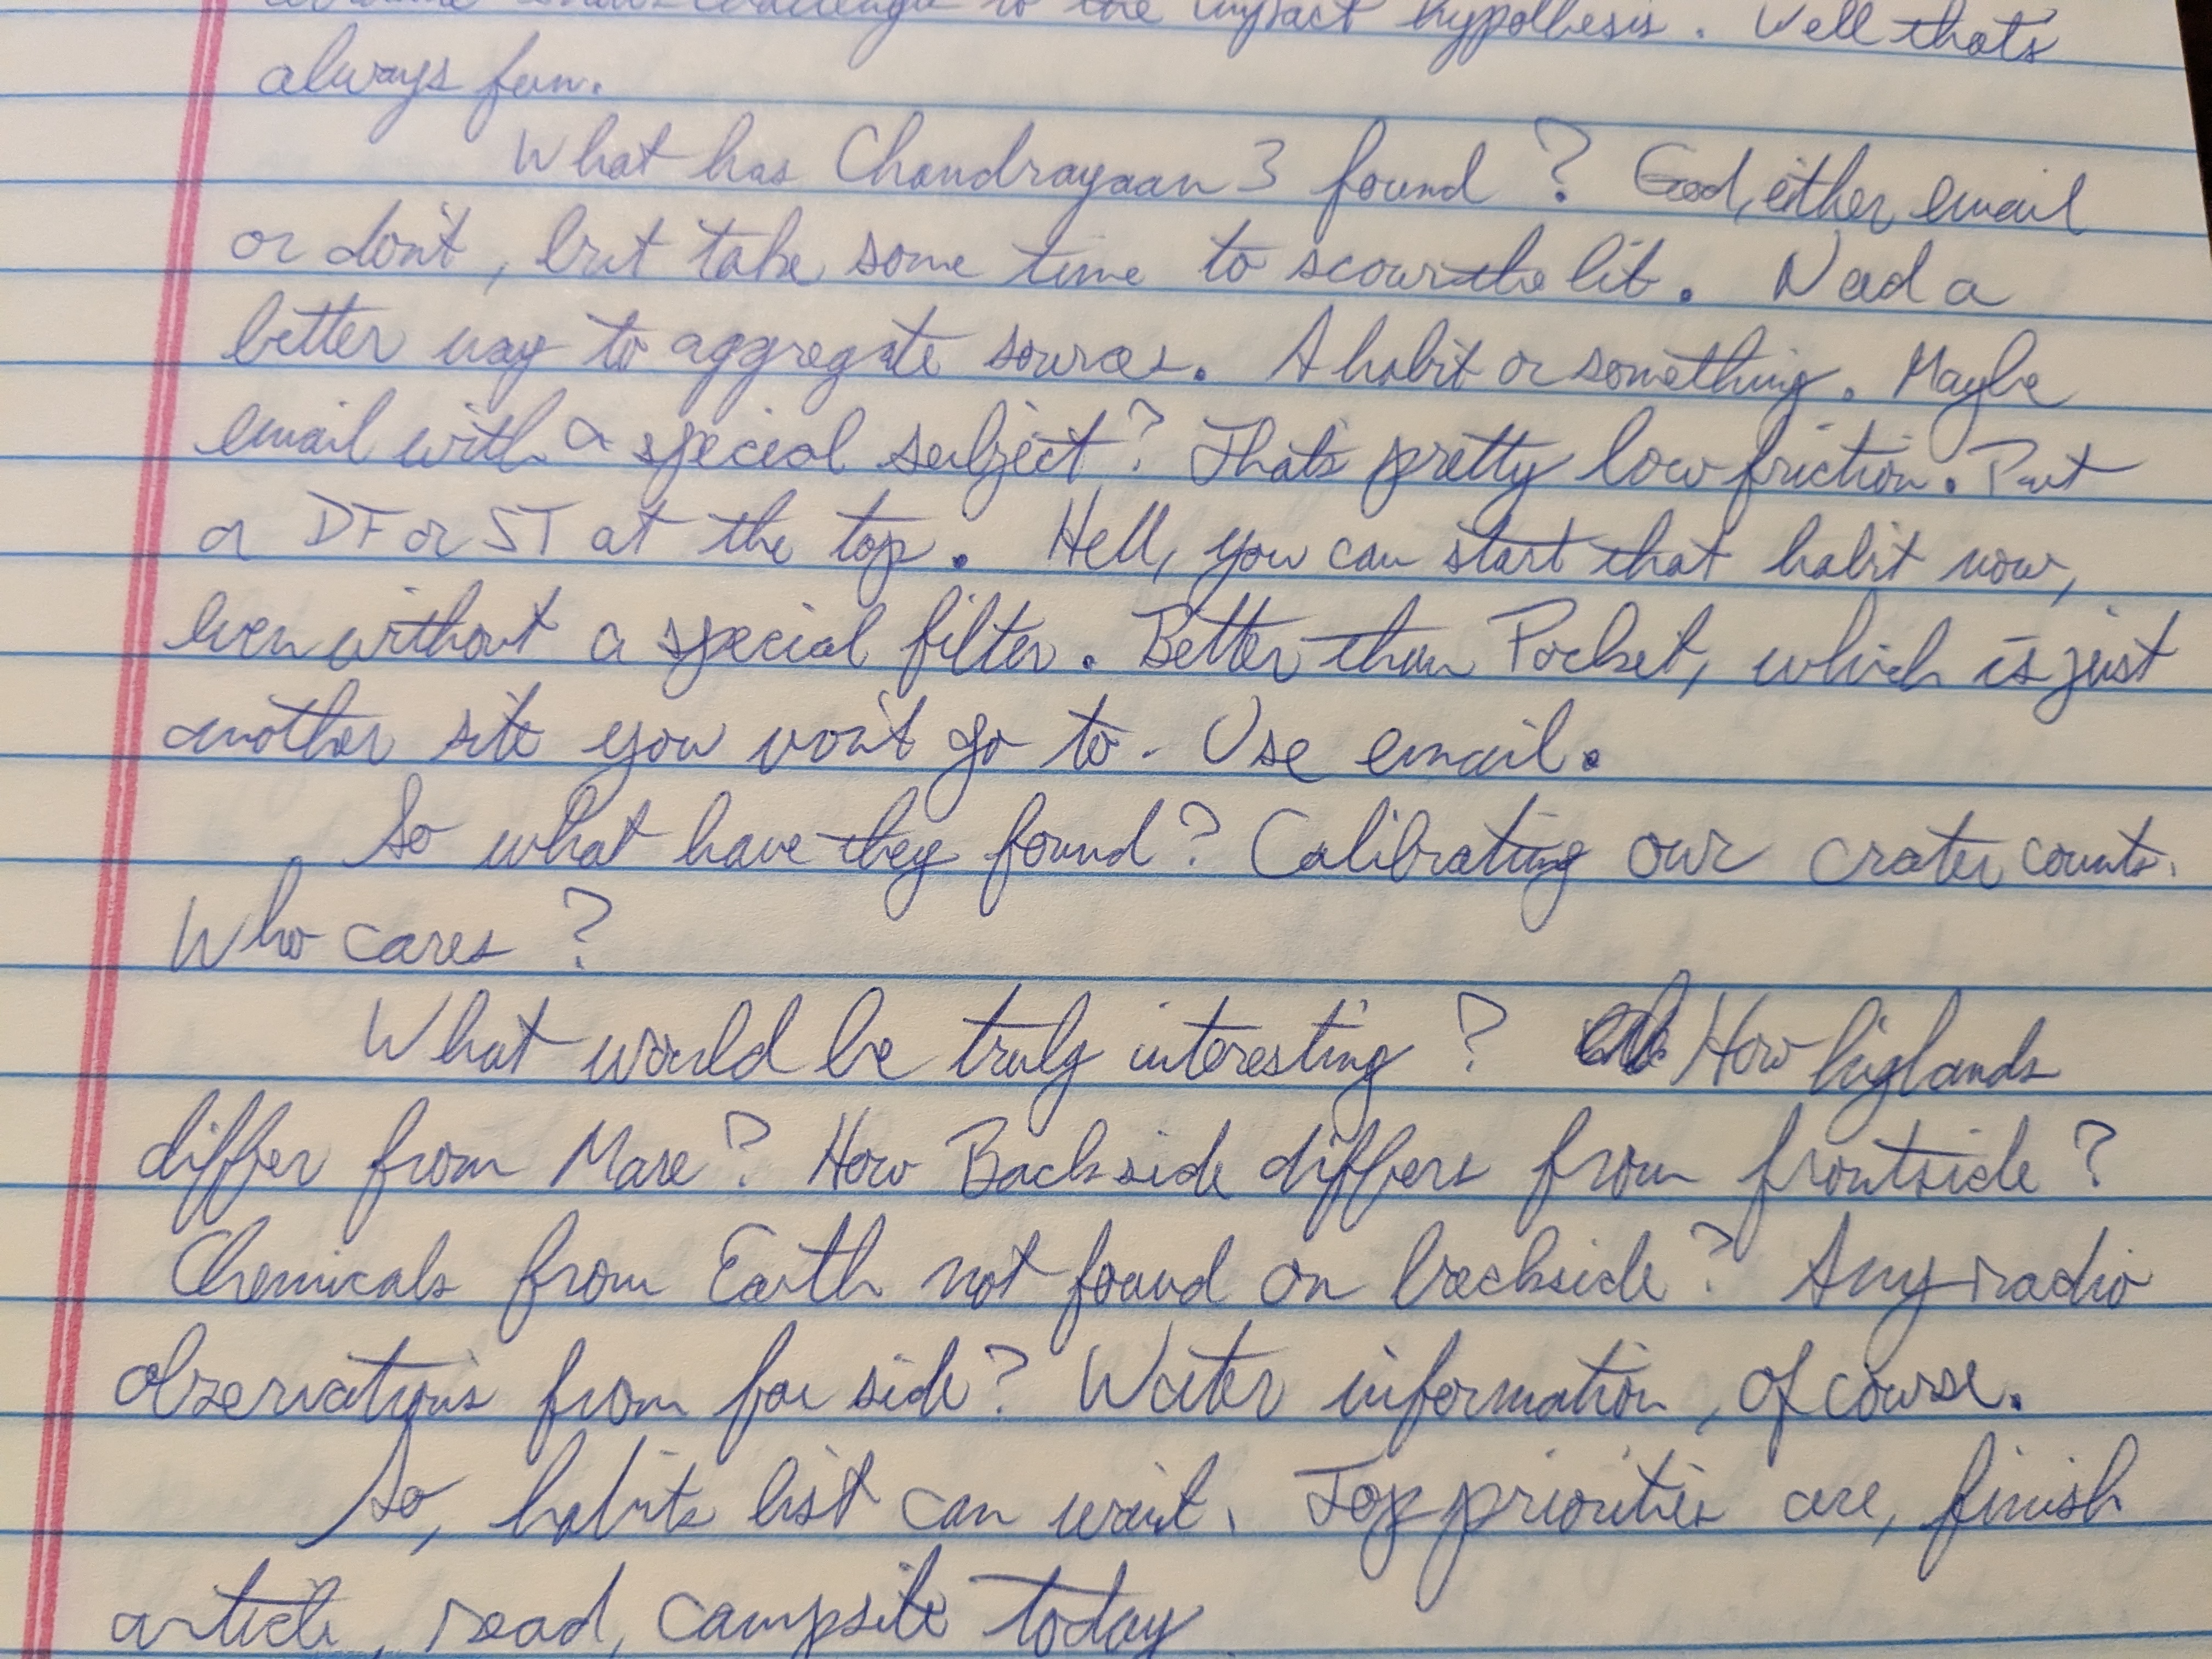 to the impact hypothesis. Well that's
always fun.
What has Chandrayaan 3 found? Good, either email
or don't, but take some time to scour the lit. Need a
better way to aggregate sources. A habit or something. Maybe
email with a special subject? That's pretty low friction. Put
a DF or ST at the top. Hell, you can start that habit now,
even without a special filter. Better than Pocket, which is just
another site you won't go to. Use email.
So what have they found? Calibrating our crater counts.
Who cares?
What would be truly interesting? How higlands
differ from Mare? How Backside differs from frontside?
Chemicals from Earth not found on backside? Any radio
observations from far side? Water information, of course.
So, habits list can wait. Top priorities are, finish
article, read, campsite today.